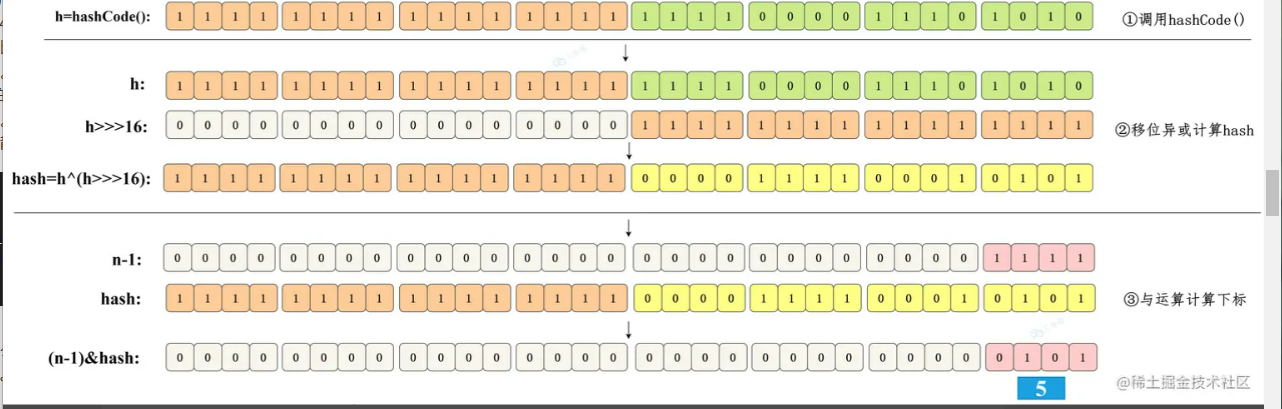 h=hashCode(): 1 1 1 1 1 1 1 1 1 1 1 1 1 1 1 1 1 1 1 1 0 0 0 0 1 1 1 0 1 0 1 0 ①调用hashCode()
h: 1 1 1 1 1 1 1 1 1 1 1 1 1 1 1 1 1 1 1 1 0 0 0 0 1 1 1 0 1 0 1 0
h>>>16: 0 0 0 0 0 0 0 0 0 0 0 0 0 0 0 0 1 1 1 1 1 1 1 1 1 1 1 1 1 1 1 1 ②移位异或计算hash
hash=h^(h>>>16): 1 1 1 1 1 1 1 1 1 1 1 1 1 1 1 1 0 0 0 0 1 1 1 1 0 0 0 1 0 1 0 1
n-1: 0 0 0 0 0 0 0 0 0 0 0 0 0 0 0 0 0 0 0 0 0 0 0 0 0 0 0 0 1 1 1 1
hash: 1 1 1 1 1 1 1 1 1 1 1 1 1 1 1 1 0 0 0 0 1 1 1 1 0 0 0 1 0 1 0 1 ③与运算计算下标
(n-1)&hash: 0 0 0 0 0 0 0 0 0 0 0 0 0 0 0 0 0 0 0 0 0 0 0 0 0 0 0 0 0 1 0 1
5
@稀土掘金技术社区